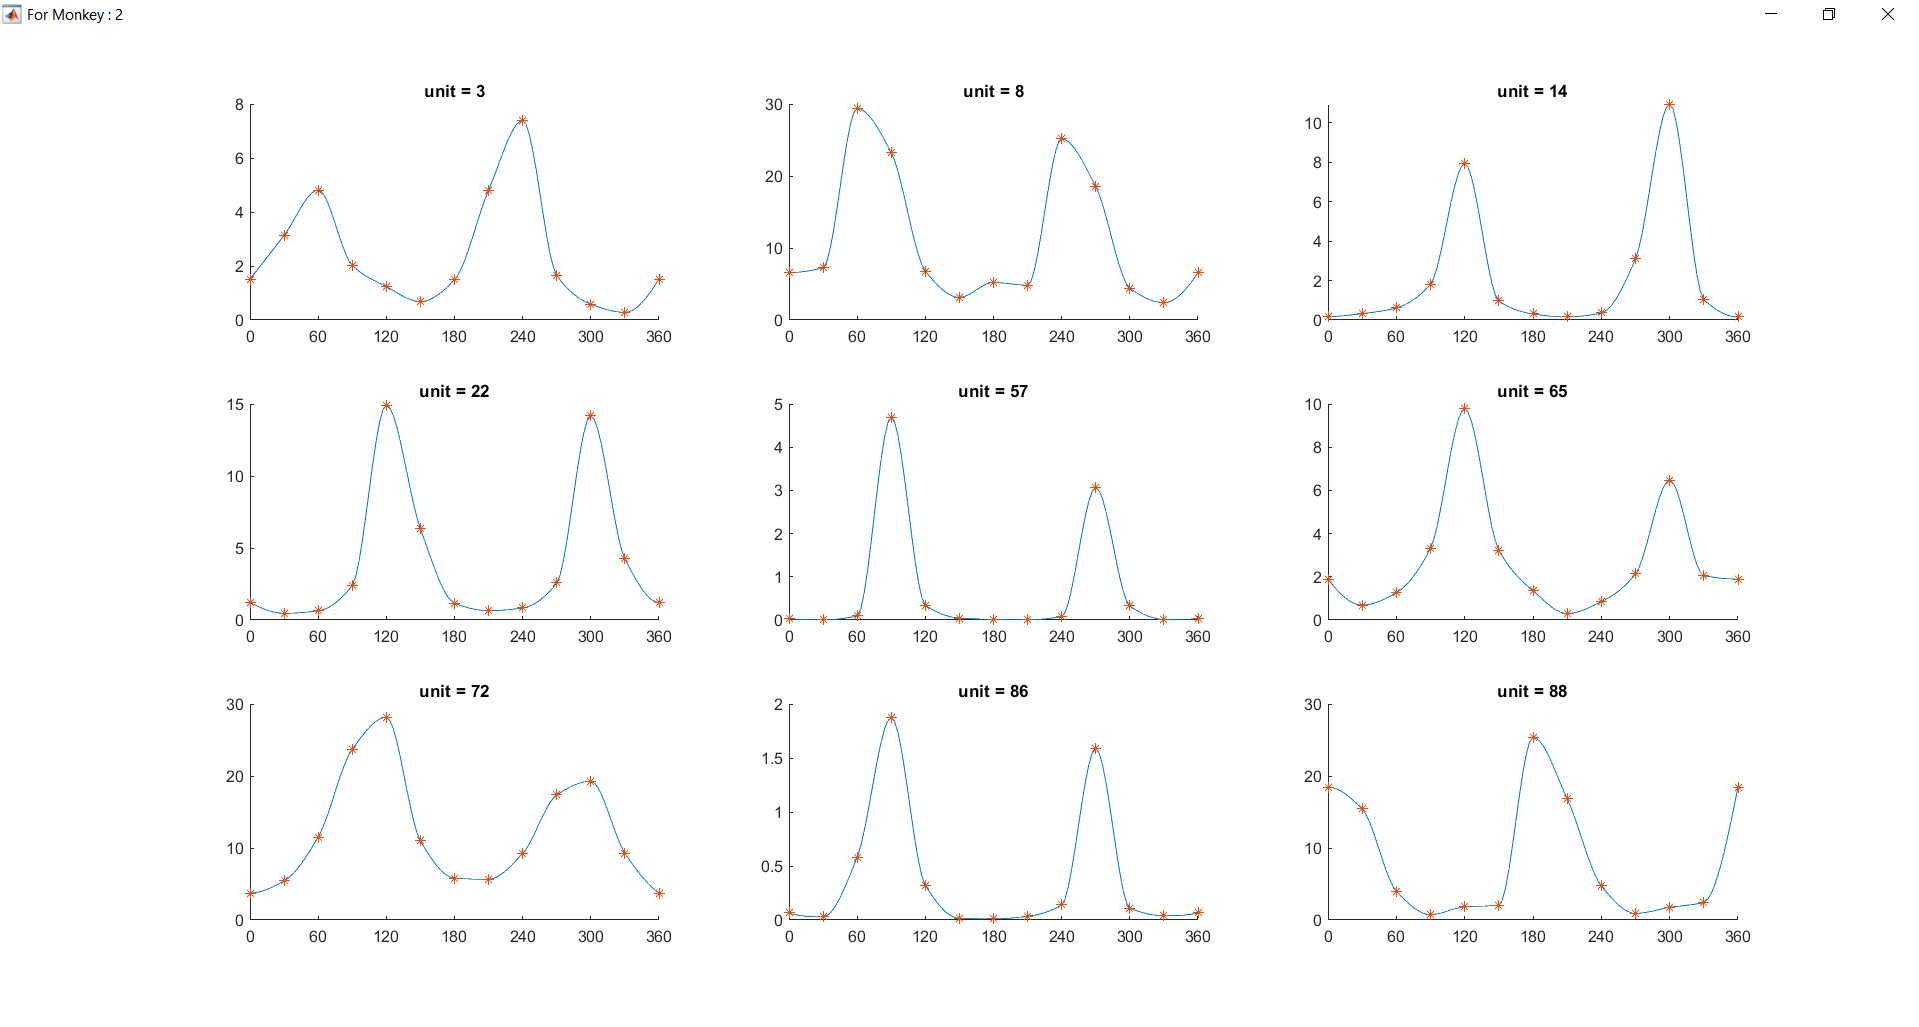 For Monkey : 2
unit = 3
8
6
4
2
0
0 60 120 180 240 300 360
unit = 8
30
20
10
0
0 60 120 180 240 300 360
unit = 14
10
8
6
4
2
0
0 60 120 180 240 300 360
unit = 22
15
10
5
0
0 60 120 180 240 300 360
unit = 57
5
4
3
2
1
0
0 60 120 180 240 300 360
unit = 65
10
8
6
4
2
0
0 60 120 180 240 300 360
unit = 72
30
20
10
0
0 60 120 180 240 300 360
unit = 86
2
1.5
1
0.5
0
0 60 120 180 240 300 360
unit = 88
30
20
10
0
0 60 120 180 240 300 360